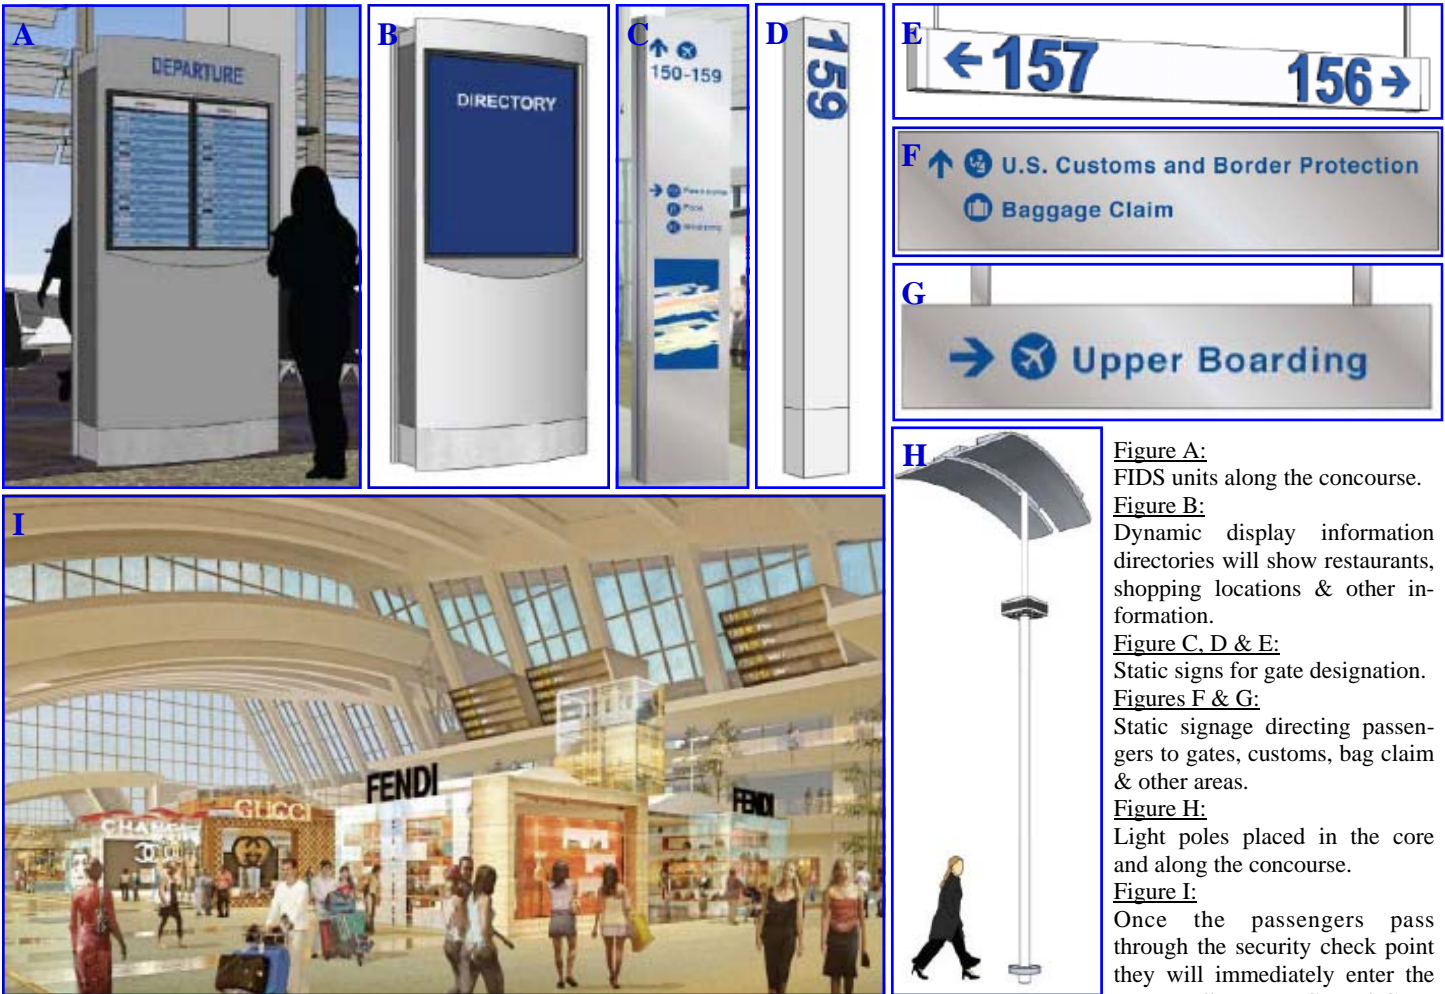 A
DEPARTURE
B
DIRECTORY
C
150-159
D
159
E
← 157
156 →
F
↑ U.S. Customs and Border Protection
Baggage Claim
G
→ Upper Boarding
H
I
CHANEL
GUCCI
FENDI
FENDI
Figure A:
FIDS units along the concourse.
Figure B:
Dynamic display information
directories will show restaurants,
shopping locations & other in-
formation.
Figure C, D & E:
Static signs for gate designation.
Figures F & G:
Static signage directing passen-
gers to gates, customs, bag claim
& other areas.
Figure H:
Light poles placed in the core
and along the concourse.
Figure I:
Once the passengers pass
through the security check point
they will immediately enter the